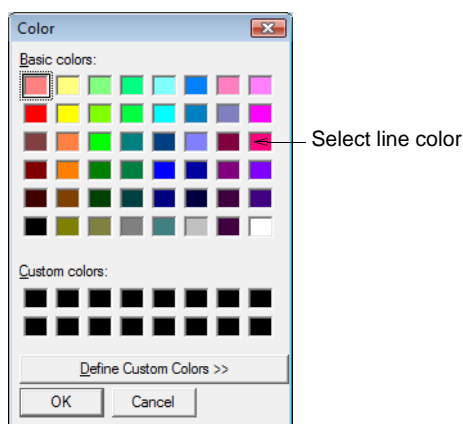 Color
Basic colors:
Select line color
Custom colors:
Define Custom Colors >>
OK
Cancel